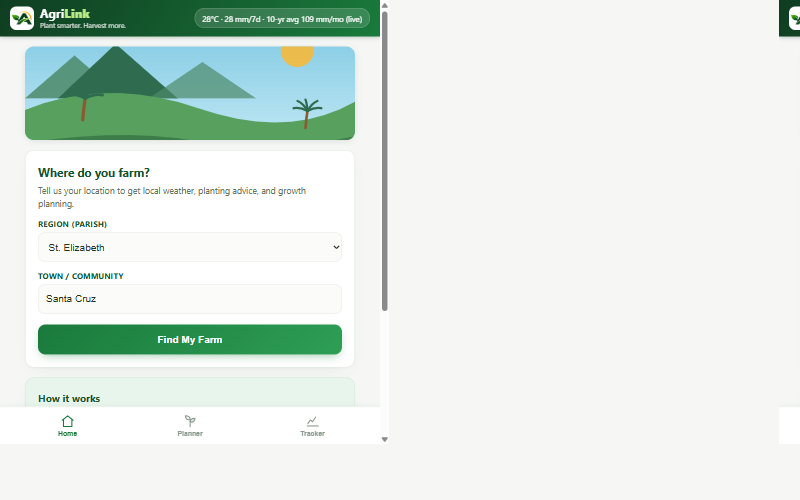 AgriLink
Plant smarter. Harvest more.
28°C · 28 mm/7d · 10-yr avg 109 mm/mo (live)
Where do you farm?
Tell us your location to get local weather, planting advice, and growth
planning.
REGION (PARISH)
St. Elizabeth
TOWN / COMMUNITY
Santa Cruz
Find My Farm
How it works
Home
Planner
Tracker